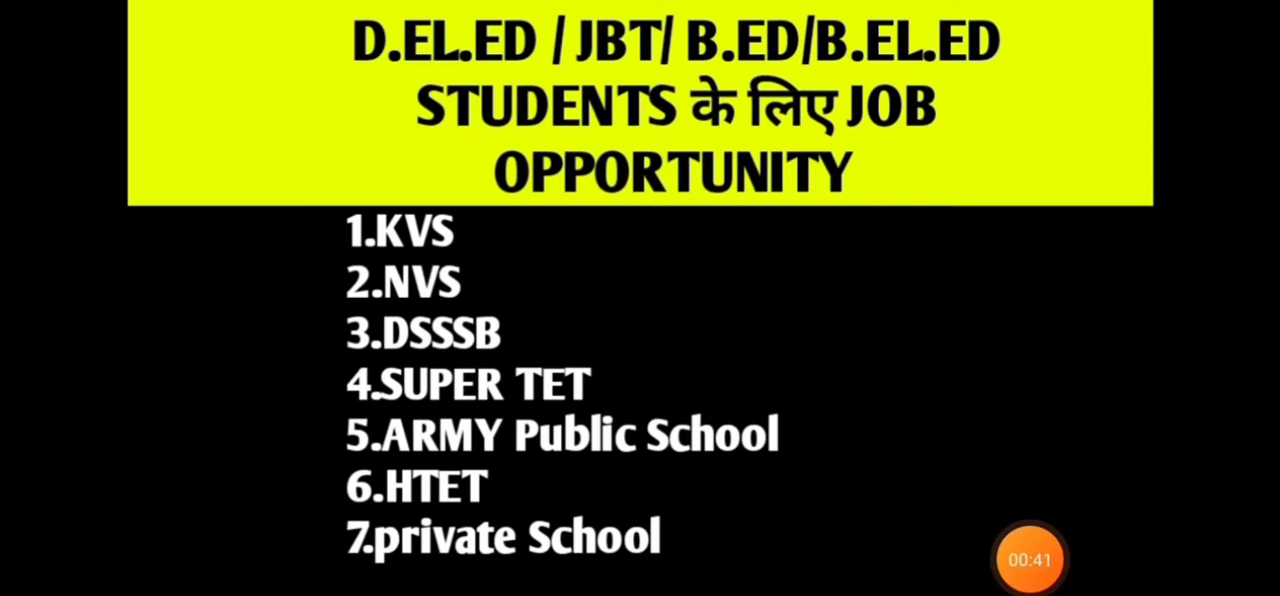 D.EL.ED / JBT/ B.ED/B.EL.ED
STUDENTS के लिए JOB
OPPORTUNITY
1.KVS
2.NVS
3.DSSSB
4.SUPER TET
5.ARMY Public School
6.HTET
7.private School
00:41